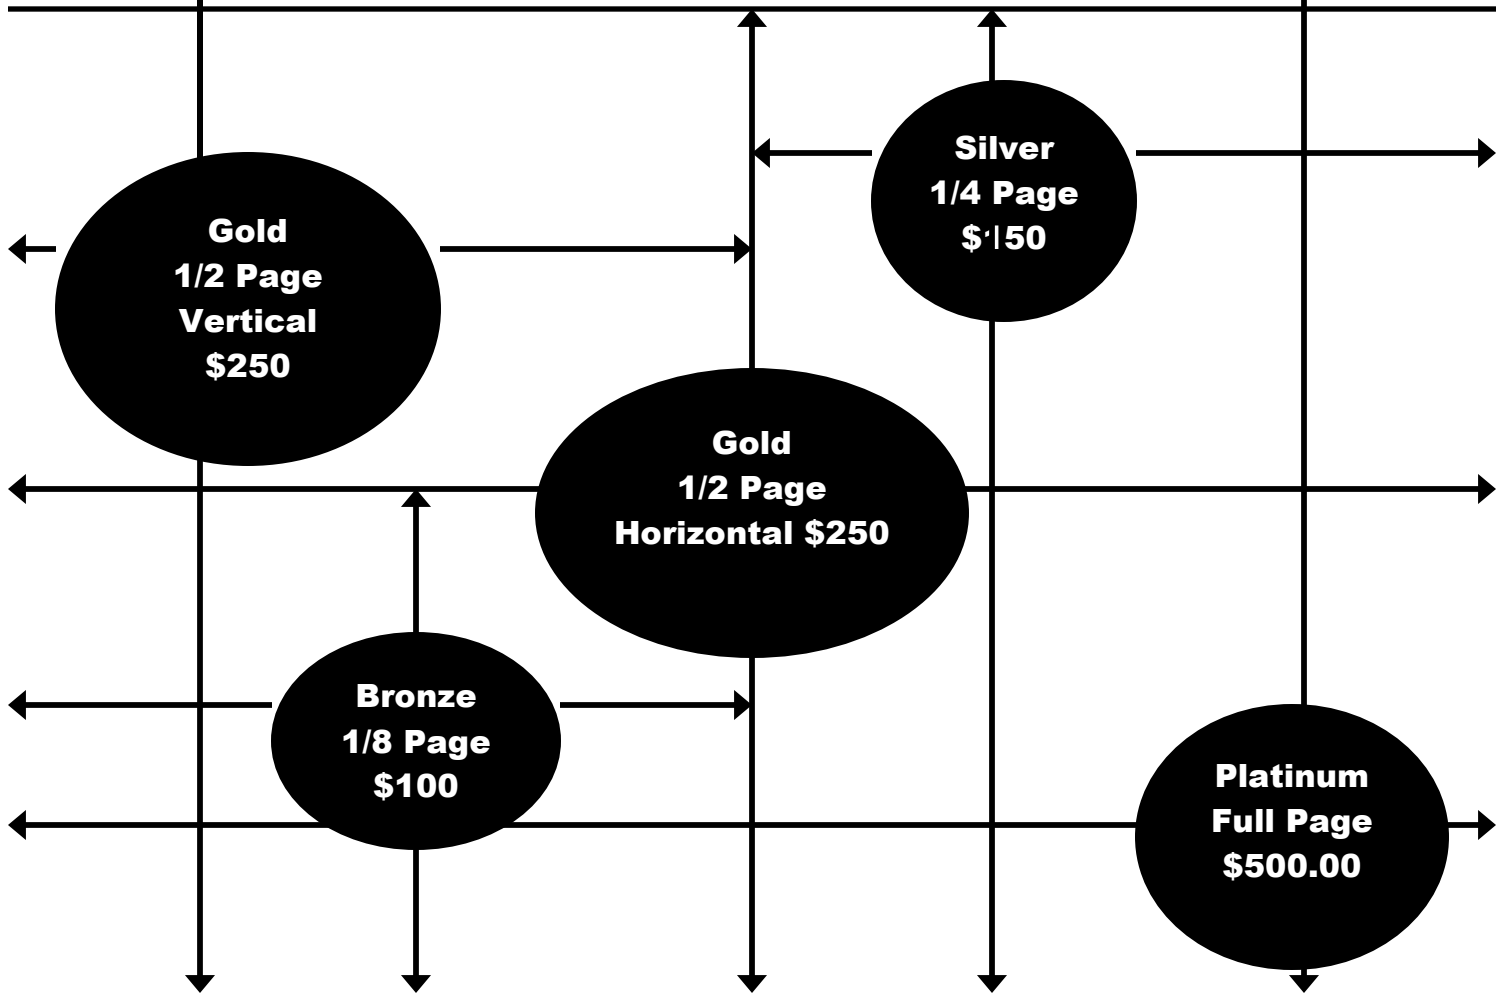 Silver
1/4 Page
$150
Gold
1/2 Page
Vertical
$250
Gold
1/2 Page
Horizontal $250
Bronze
1/8 Page
$100
Platinum
Full Page
$500.00